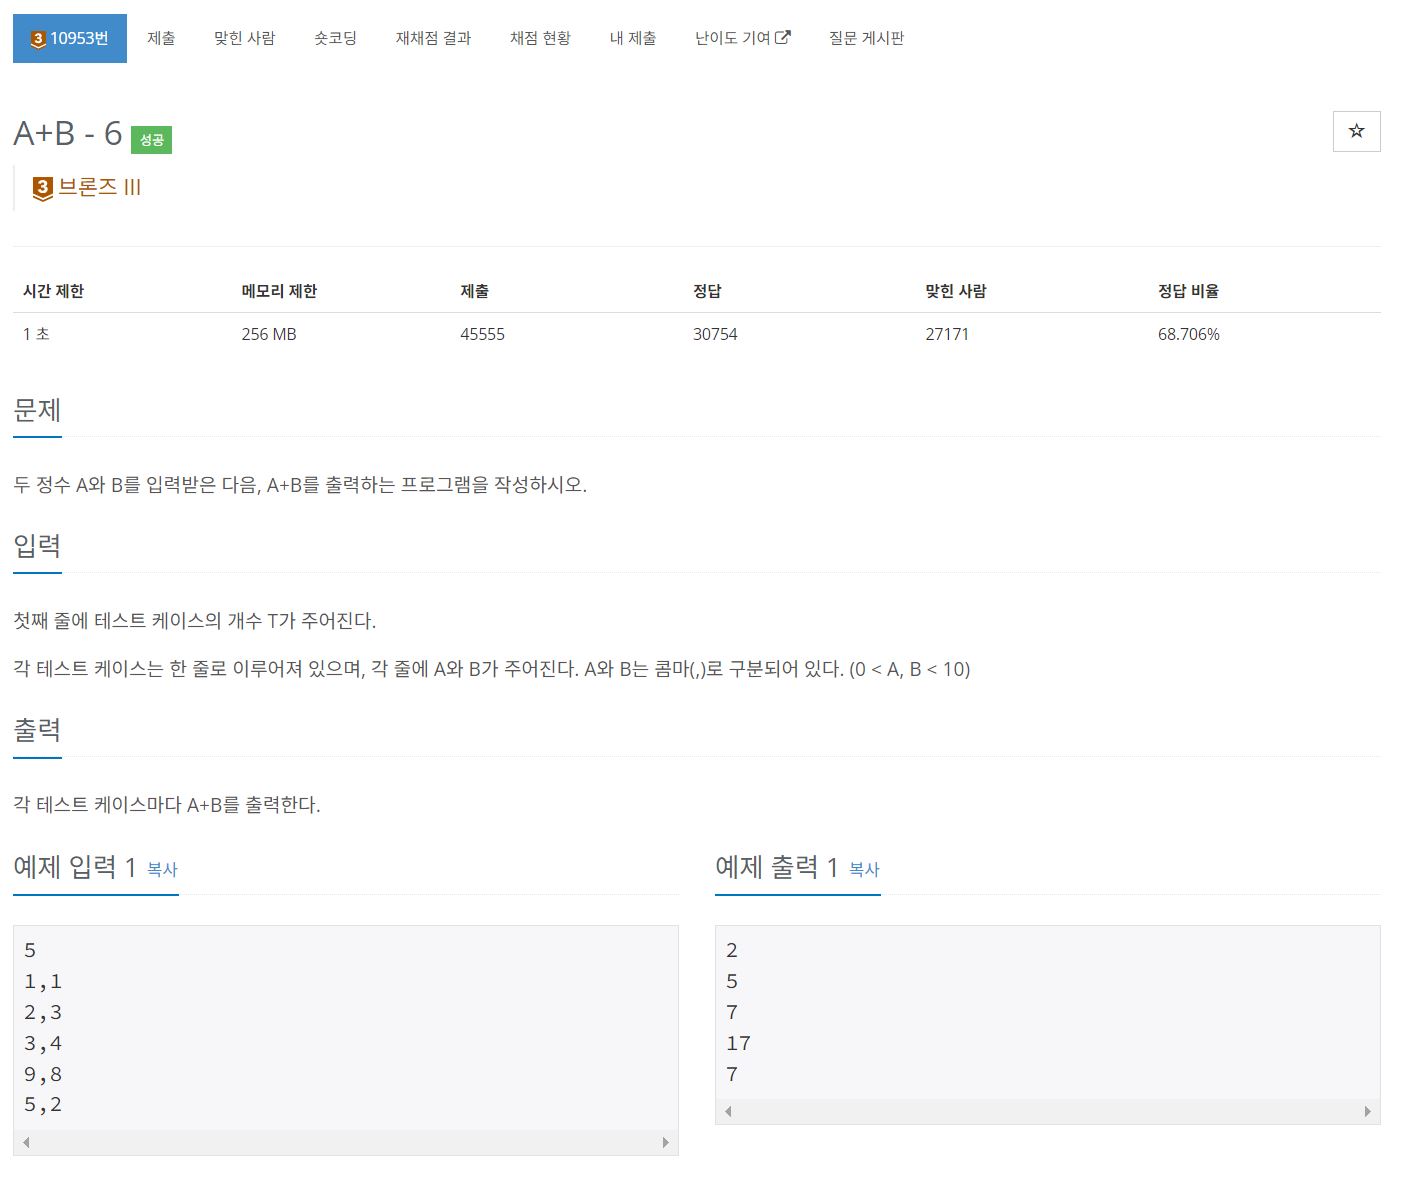 3 10953번 제출 맞힌 사람 숏코딩 재채점 결과 채점 현황 내 제출 난이도 기여 질문 게시판
A+B - 6 성공
3 브론즈 III
시간 제한 메모리 제한 제출 정답 맞힌 사람 정답 비율
1 초 256 MB 45555 30754 27171 68.706%
문제
두 정수 A와 B를 입력받은 다음, A+B를 출력하는 프로그램을 작성하시오.
입력
첫째 줄에 테스트 케이스의 개수 T가 주어진다.
각 테스트 케이스는 한 줄로 이루어져 있으며, 각 줄에 A와 B가 주어진다. A와 B는 콤마(,)로 구분되어 있다. (0 < A, B < 10)
출력
각 테스트 케이스마다 A+B를 출력한다.
예제 입력 1 복사
5
1,1
2,3
3,4
9,8
5,2
예제 출력 1 복사
2
5
7
17
7